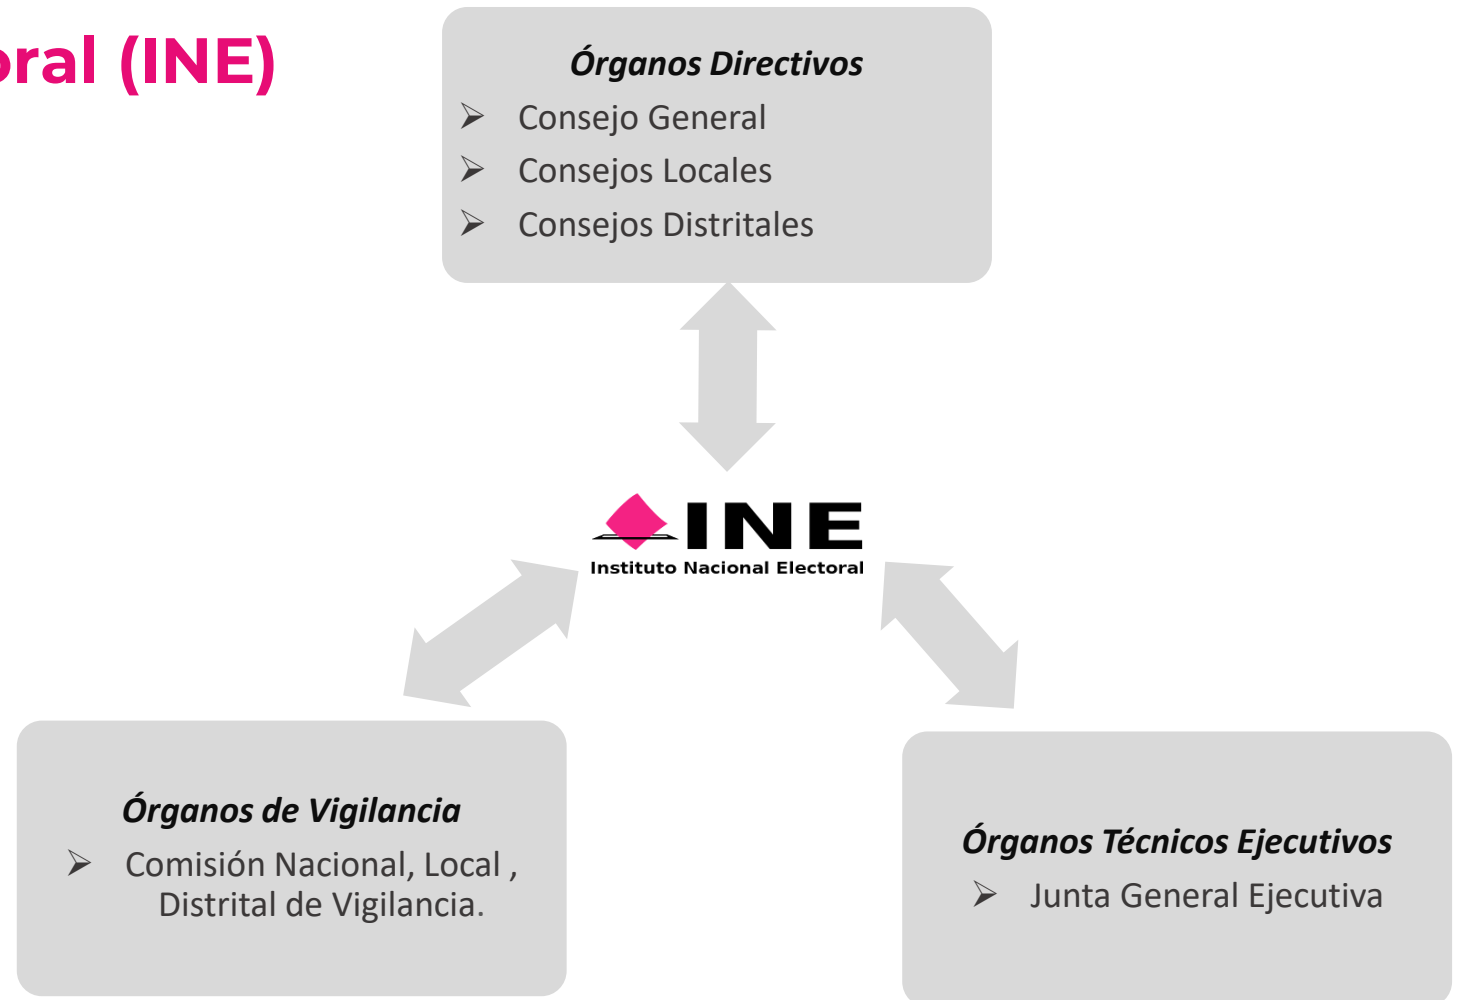 oral (INE)
Órganos Directivos
➢ Consejo General
➢ Consejos Locales
➢ Consejos Distritales
INE
Instituto Nacional Electoral
Órganos de Vigilancia
➢ Comisión Nacional, Local ,
Distrital de Vigilancia.
Órganos Técnicos Ejecutivos
➢ Junta General Ejecutiva